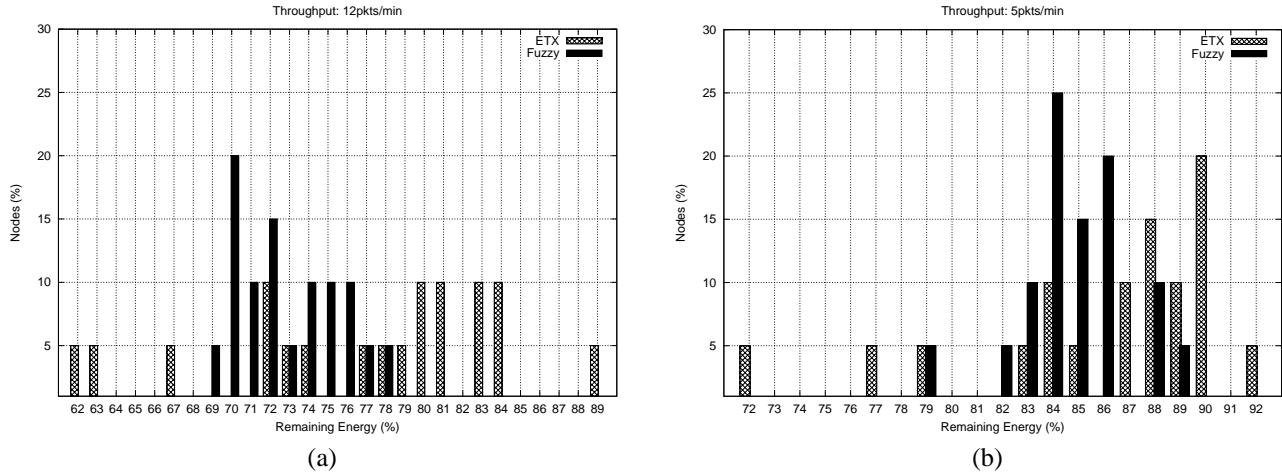 Throughput: 12pkts/min
30
25
20
15
10
5
Nodes (%)
ETX
Fuzzy
62 63 64 65 66 67 68 69 70 71 72 73 74 75 76 77 78 79 80 81 82 83 84 85 86 87 88 89
Remaining Energy (%)
(a)
Throughput: 5pkts/min
30
25
20
15
10
5
Nodes (%)
ETX
Fuzzy
72 73 74 75 76 77 78 79 80 81 82 83 84 85 86 87 88 89 90 91 92
Remaining Energy (%)
(b)